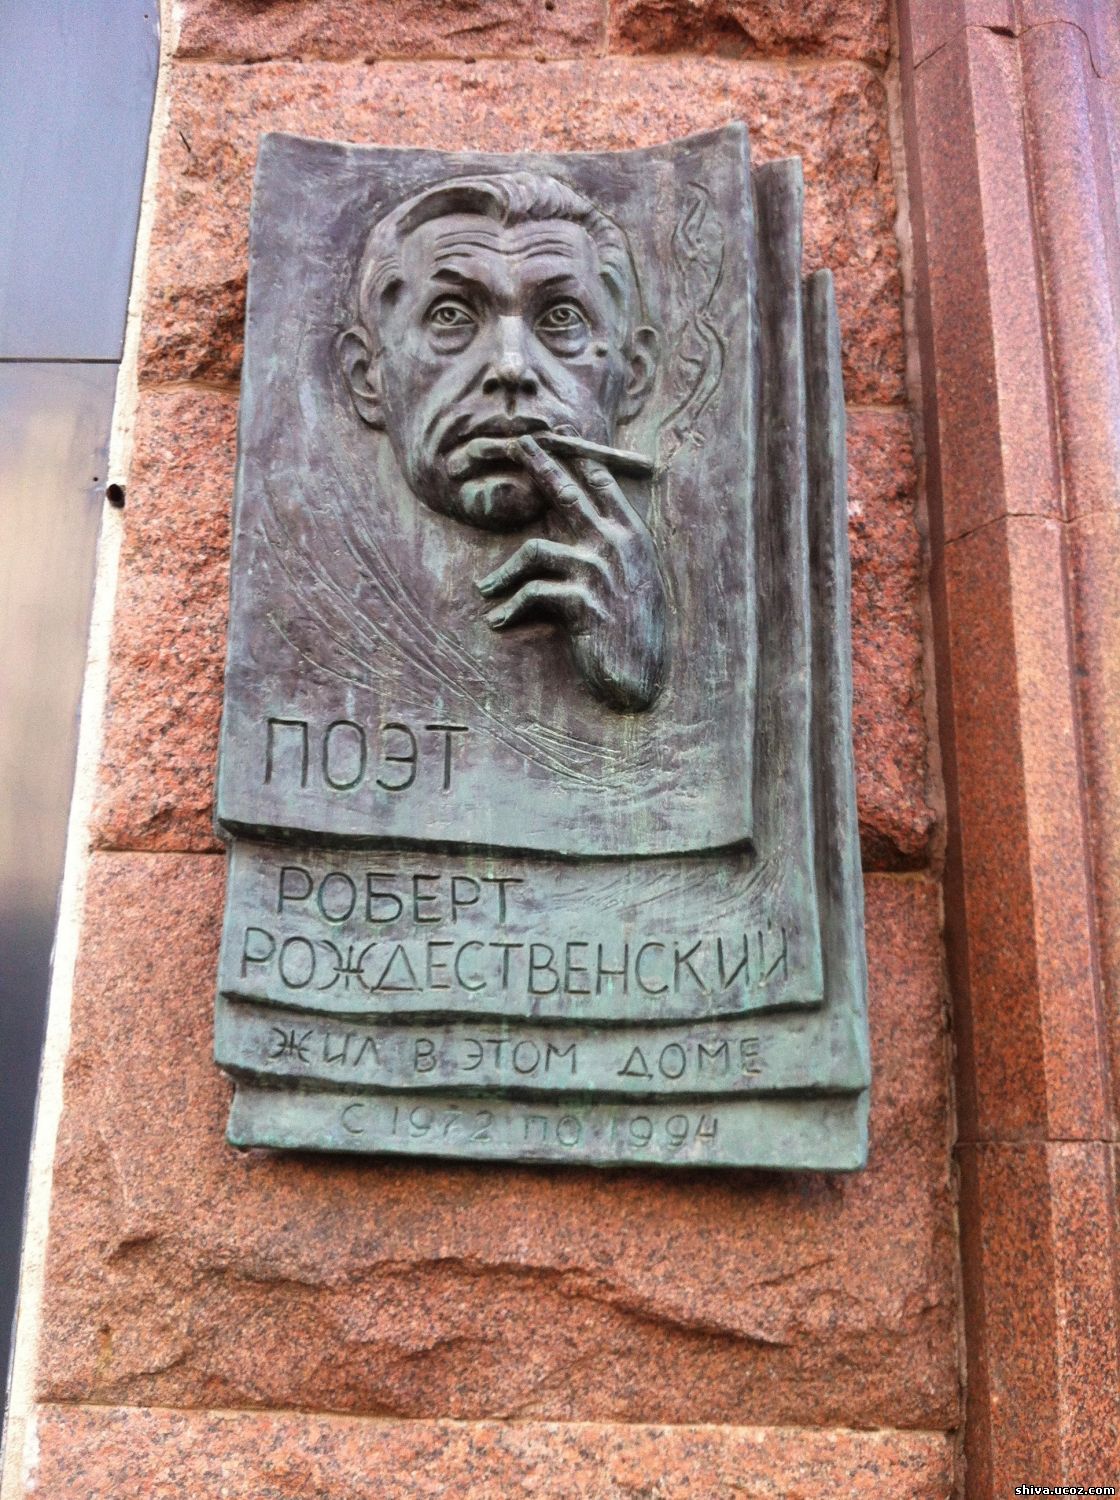 ПОЭТ
РОБЕРТ
РОЖДЕСТВЕНСКИЙ
ЖИЛ В ЭТОМ ДОМЕ
С 1972 ПО 1994
shiva.ucoz.com